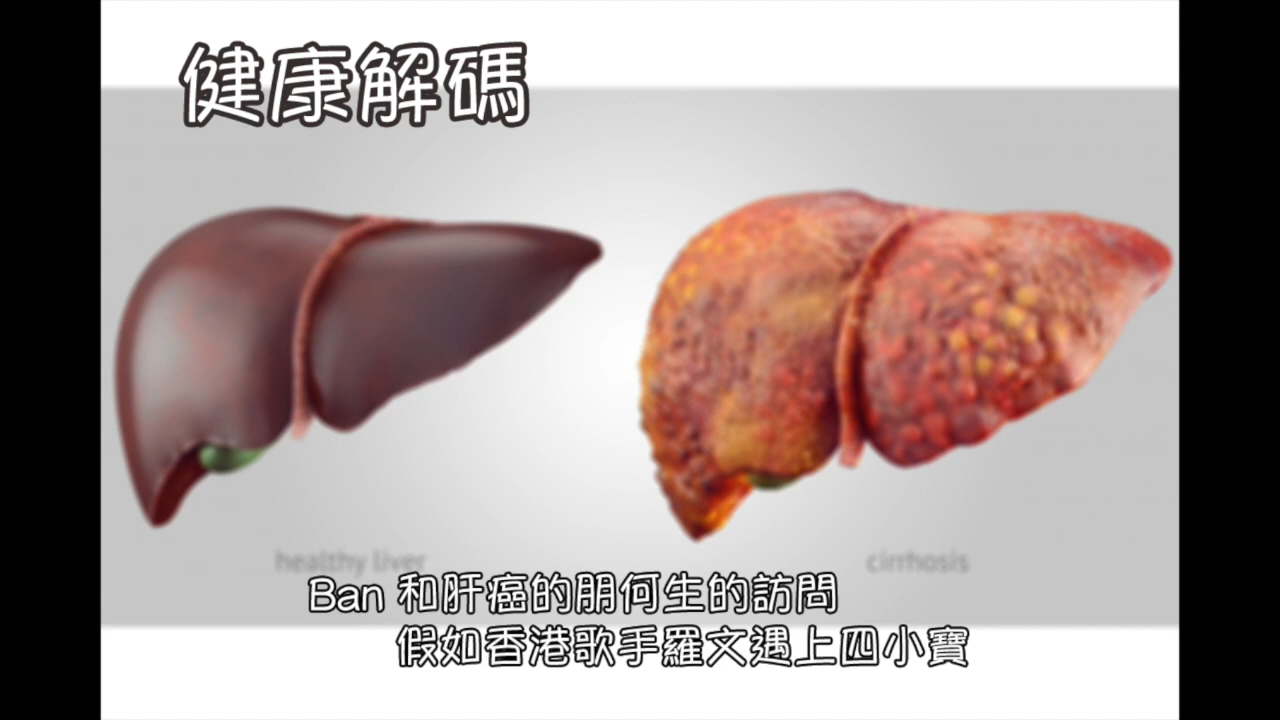 健康解碼
healthy liver
cirrhosis
Ban 和肝癌的朋何生的訪問
假如香港歌手羅文遇上四小寶